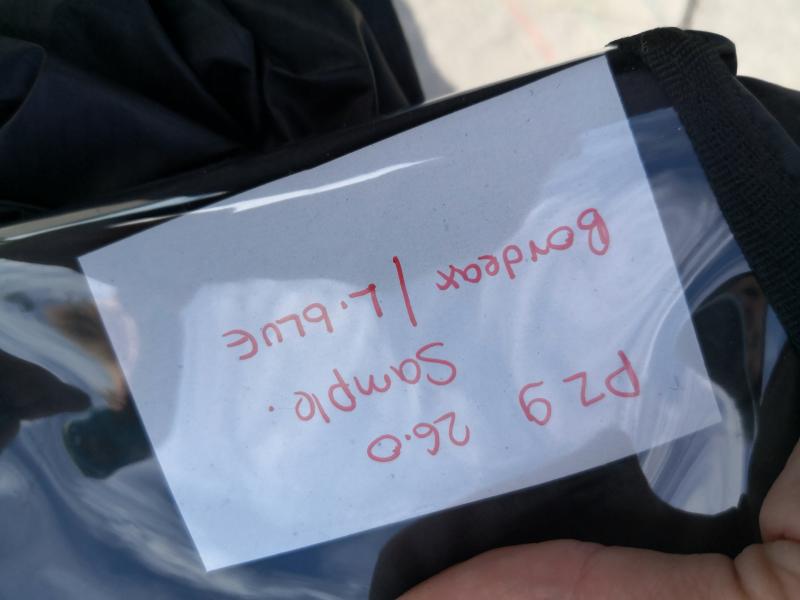 PZ9 26.0
Sample.
Bordeax / L.BLUE